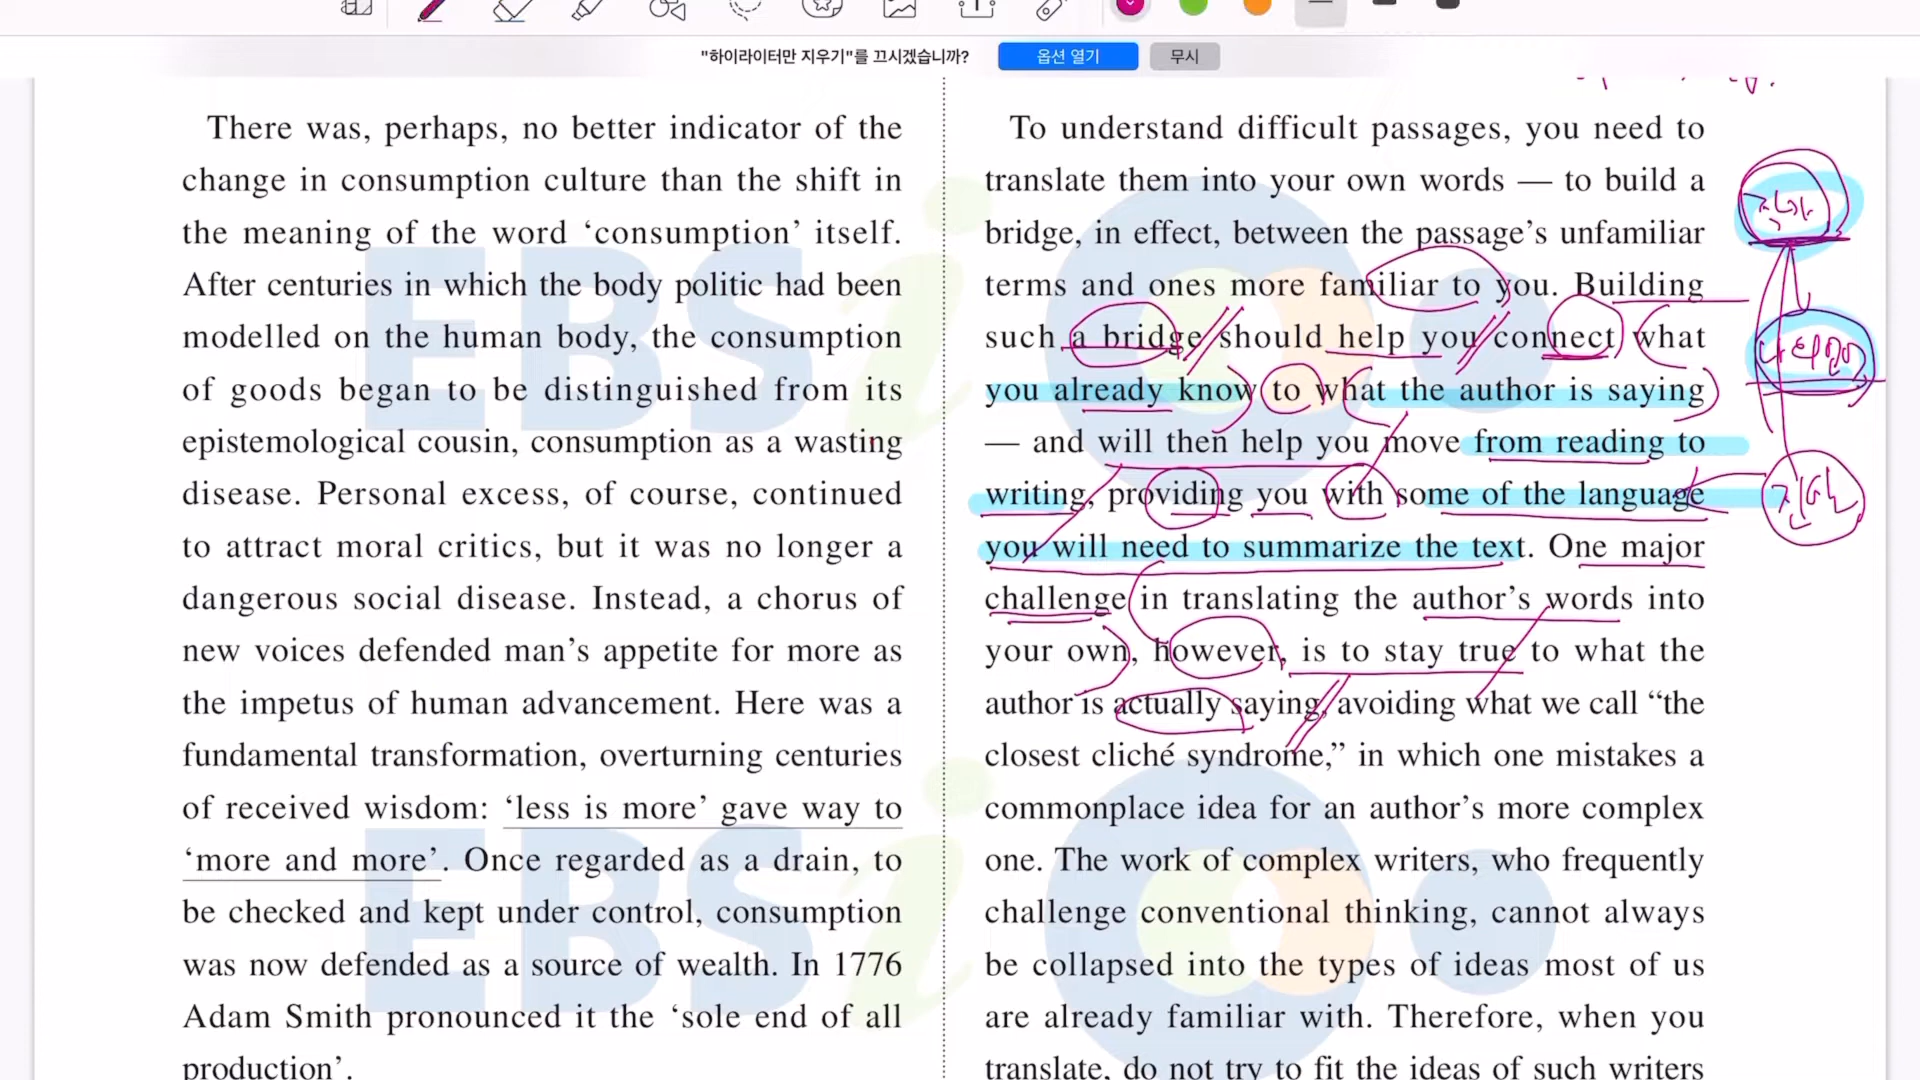 "하이라이터만 지우기"를 끄시겠습니까?
옵션 열기
무시
There was, perhaps, no better indicator of the
change in consumption culture than the shift in
the meaning of the word ‘consumption’ itself.
After centuries in which the body politic had been
modelled on the human body, the consumption
of goods began to be distinguished from its
epistemological cousin, consumption as a wasting
disease. Personal excess, of course, continued
to attract moral critics, but it was no longer a
dangerous social disease. Instead, a chorus of
new voices defended man’s appetite for more as
the impetus of human advancement. Here was a
fundamental transformation, overturning centuries
of received wisdom: ‘less is more’ gave way to
‘more and more’. Once regarded as a drain, to
be checked and kept under control, consumption
was now defended as a source of wealth. In 1776
Adam Smith pronounced it the ‘sole end of all
production’.
To understand difficult passages, you need to
translate them into your own words — to build a
bridge, in effect, between the passage’s unfamiliar
terms and ones more familiar to you. Building
such a bridge should help you connect what
you already know to what the author is saying
— and will then help you move from reading to
writing, providing you with some of the language
you will need to summarize the text. One major
challenge in translating the author’s words into
your own, however, is to stay true to what the
author is actually saying, avoiding what we call “the
closest cliché syndrome,” in which one mistakes a
commonplace idea for an author’s more complex
one. The work of complex writers, who frequently
challenge conventional thinking, cannot always
be collapsed into the types of ideas most of us
are already familiar with. Therefore, when you
translate, do not try to fit the ideas of such writers
EBSi
EBSi